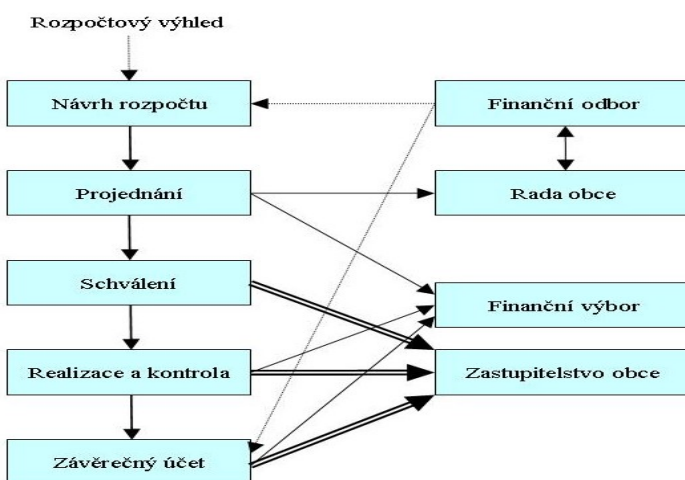 Rozpočtový výhled
Návrh rozpočtu
Finanční odbor
Projednání
Rada obce
Schválení
Finanční výbor
Realizace a kontrola
Zastupitelstvo obce
Závěrečný účet